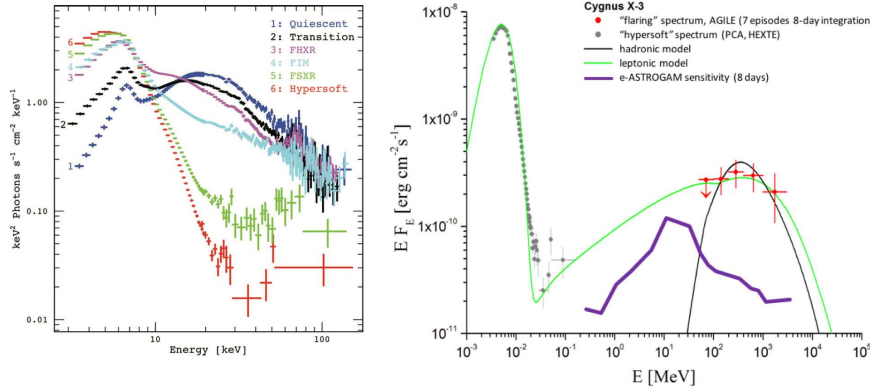 1: Quiescent
2: Transition
3: FHXR
4: FIM
5: FSXR
6: Hypersoft
6
5
4
3
2
1
1.00
0.10
0.01
10
100
keV² Photons s⁻¹ cm⁻² keV⁻¹
Energy [keV]
Cygnus X-3
"flaring" spectrum, AGILE (7 episodes 8-day integration
"hypersoft" spectrum (PCA, HEXTE)
hadronic model
leptonic model
e-ASTROGAM sensitivity (8 days)
1x10⁻⁸
10⁻⁹
10⁻¹⁰
10⁻¹¹
E F_E [erg cm⁻² s⁻¹]
10⁻³ 10⁻² 10⁻¹ 10⁰ 10¹ 10² 10³ 10⁴ 10⁵
E [MeV]